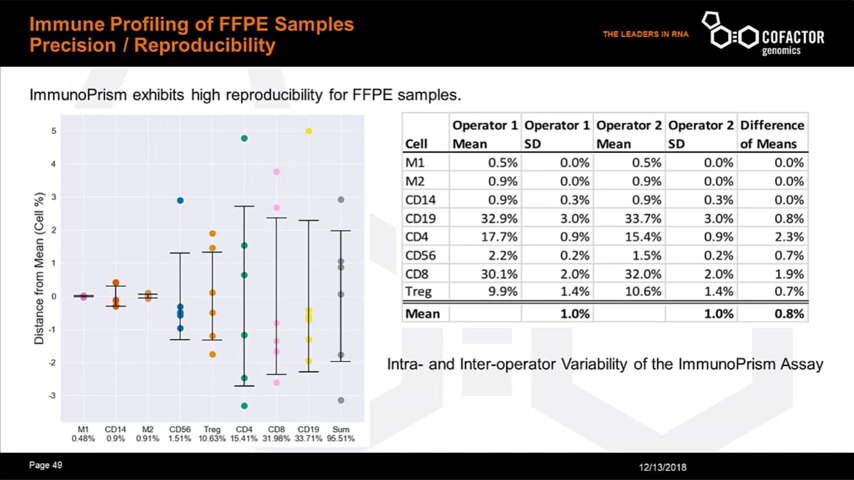 Immune Profiling of FFPE Samples
Precision / Reproducibility
THE LEADERS IN RNA
COFACTOR
genomics
ImmunoPrism exhibits high reproducibility for FFPE samples.
Distance from Mean (Cell %)
5
4
3
2
1
0
-1
-2
-3
M1 CD14 M2 CD56 Treg CD4 CD8 CD19 Sum
0.48% 0.9% 0.91% 1.51% 10.63% 15.41% 31.98% 33.71% 95.51%
Operator 1 Operator 1 Operator 2 Operator 2 Difference
Cell Mean SD Mean SD of Means
M1 0.5% 0.0% 0.5% 0.0% 0.0%
M2 0.9% 0.0% 0.9% 0.0% 0.0%
CD14 0.9% 0.3% 0.9% 0.3% 0.0%
CD19 32.9% 3.0% 33.7% 3.0% 0.8%
CD4 17.7% 0.9% 15.4% 0.9% 2.3%
CD56 2.2% 0.2% 1.5% 0.2% 0.7%
CD8 30.1% 2.0% 32.0% 2.0% 1.9%
Treg 9.9% 1.4% 10.6% 1.4% 0.7%
Mean 1.0% 1.0% 0.8%
Intra- and Inter-operator Variability of the ImmunoPrism Assay
Page 49
12/13/2018